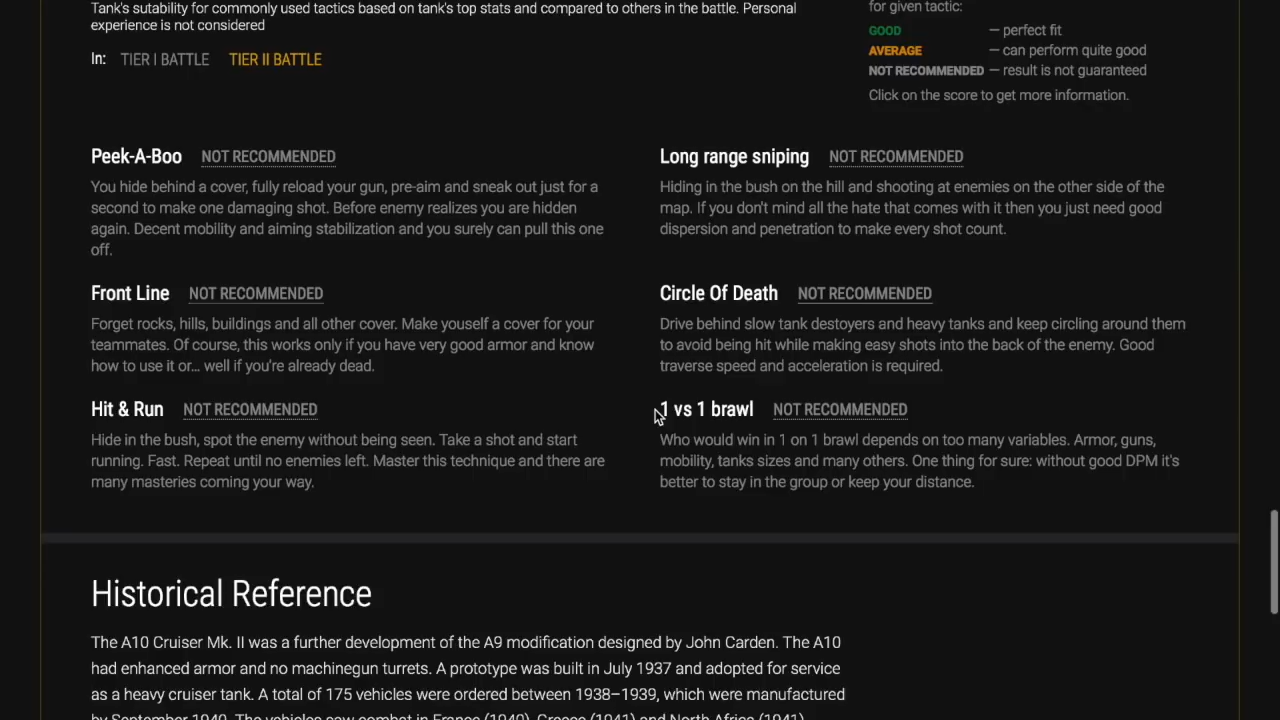 Tank's suitability for commonly used tactics based on tank's top stats and compared to others in the battle. Personal
experience is not considered
In: TIER I BATTLE TIER II BATTLE
for given tactic:
GOOD — perfect fit
AVERAGE — can perform quite good
NOT RECOMMENDED — result is not guaranteed
Click on the score to get more information.
Peek-A-Boo NOT RECOMMENDED
You hide behind a cover, fully reload your gun, pre-aim and sneak out just for a
second to make one damaging shot. Before enemy realizes you are hidden
again. Decent mobility and aiming stabilization and you surely can pull this one
off.
Long range sniping NOT RECOMMENDED
Hiding in the bush on the hill and shooting at enemies on the other side of the
map. If you don't mind all the hate that comes with it then you just need good
dispersion and penetration to make every shot count.
Front Line NOT RECOMMENDED
Forget rocks, hills, buildings and all other cover. Make youself a cover for your
teammates. Of course, this works only if you have very good armor and know
how to use it or... well if you're already dead.
Circle Of Death NOT RECOMMENDED
Drive behind slow tank destoyers and heavy tanks and keep circling around them
to avoid being hit while making easy shots into the back of the enemy. Good
traverse speed and acceleration is required.
Hit & Run NOT RECOMMENDED
Hide in the bush, spot the enemy without being seen. Take a shot and start
running. Fast. Repeat until no enemies left. Master this technique and there are
many masteries coming your way.
1 vs 1 brawl NOT RECOMMENDED
Who would win in 1 on 1 brawl depends on too many variables. Armor, guns,
mobility, tanks sizes and many others. One thing for sure: without good DPM it's
better to stay in the group or keep your distance.
Historical Reference
The A10 Cruiser Mk. II was a further development of the A9 modification designed by John Carden. The A10
had enhanced armor and no machinegun turrets. A prototype was built in July 1937 and adopted for service
as a heavy cruiser tank. A total of 175 vehicles were ordered between 1938–1939, which were manufactured
by September 1940. The vehicles saw combat in France (1940), Greece (1941) and North Africa (1941).